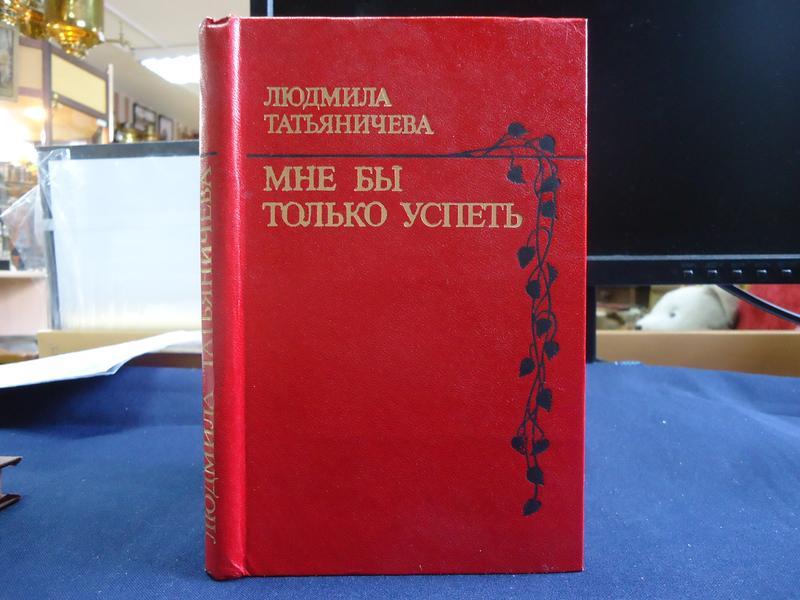 ЛЮДМИЛА
ТАТЬЯНИЧЕВА
МНЕ БЫ
ТОЛЬКО УСПЕТЬ
ЛЮДМИЛА ТАТЬЯНИЧЕВА